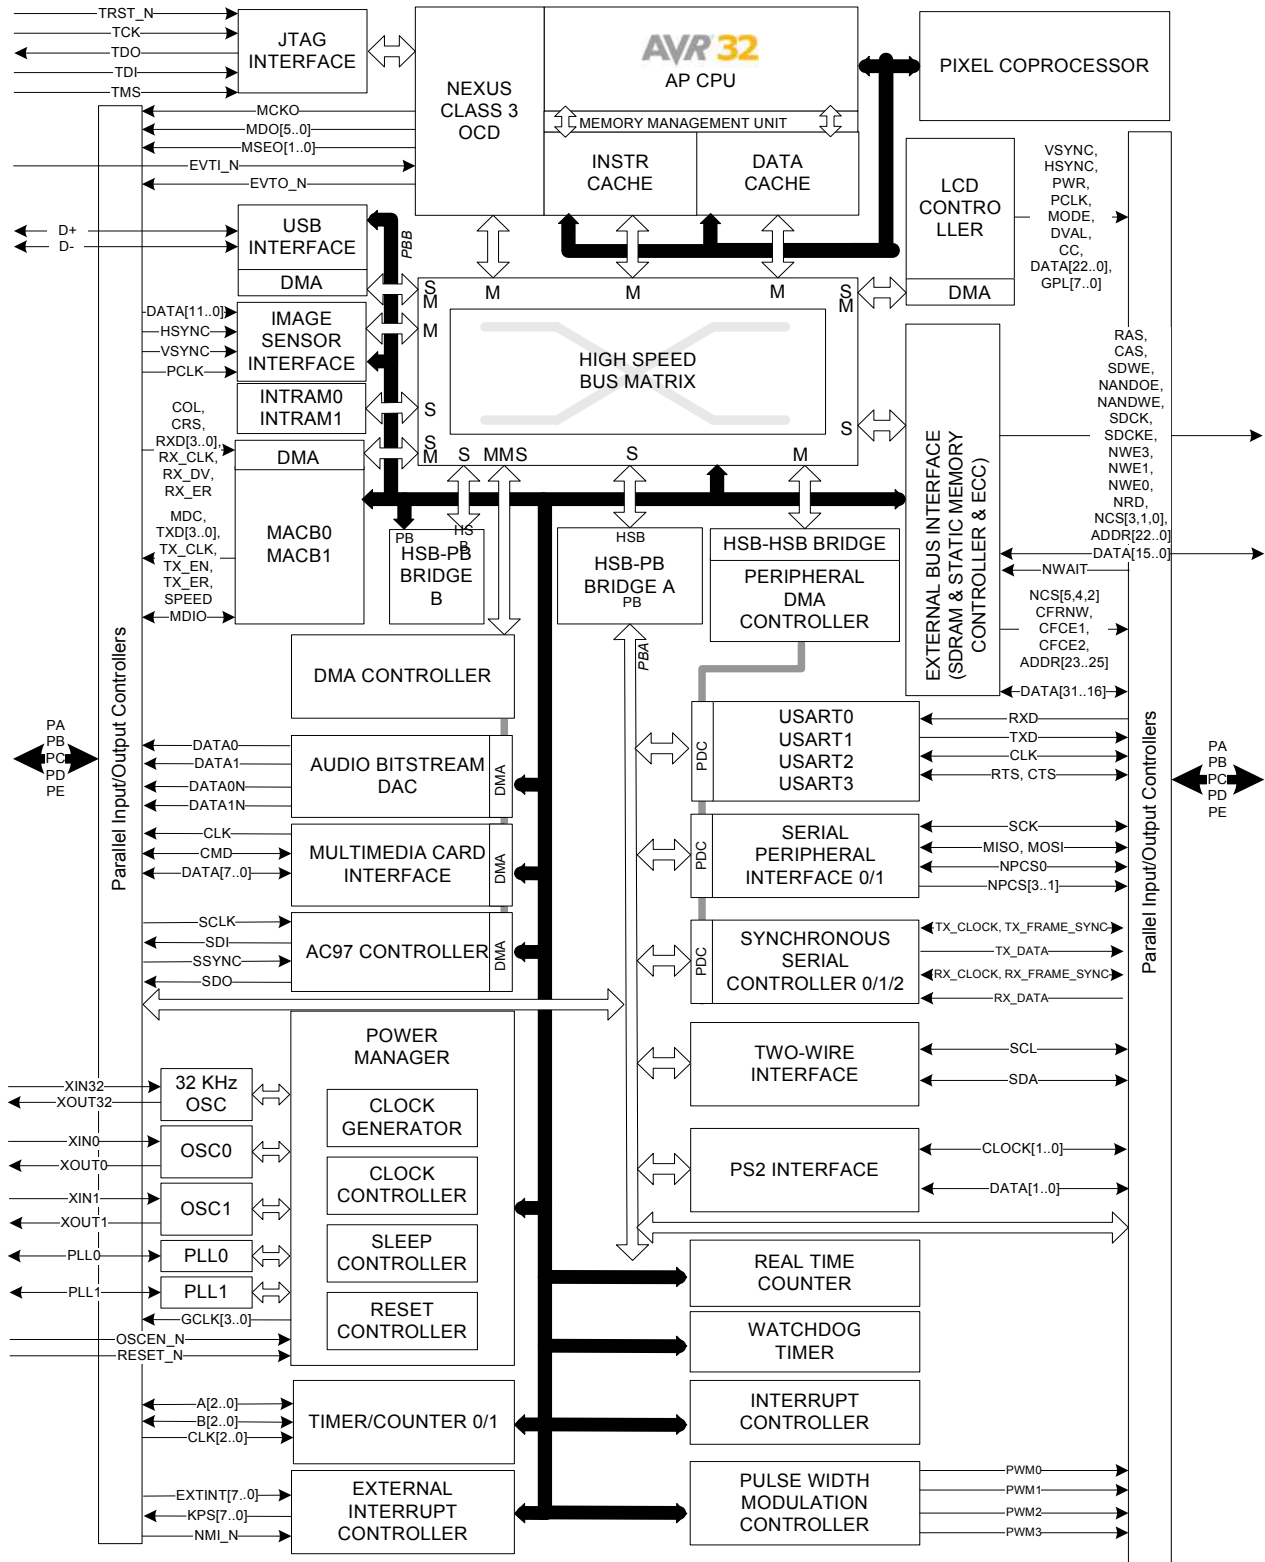 TRST_N
TCK
TDO
TDI
TMS
JTAG
INTERFACE
NEXUS
CLASS 3
OCD
AVR 32
AP CPU
MEMORY MANAGEMENT UNIT
INSTR
CACHE
DATA
CACHE
PIXEL COPROCESSOR
MCKO
MDO[5..0]
MSEO[1..0]
EVTI_N
EVTO_N
LCD
CONTRO
LLER
DMA
VSYNC,
HSYNC,
PWR,
PCLK,
MODE,
DVAL,
CC,
DATA[22..0],
GPL[7..0]
D+
D-
USB
INTERFACE
DMA
PBB
S
M
M
M
M
S
M
DATA[11..0]
HSYNC
VSYNC
PCLK
IMAGE
SENSOR
INTERFACE
M
HIGH SPEED
BUS MATRIX
INTRAM0
INTRAM1
S
S
COL,
CRS,
RXD[3..0],
RX_CLK,
RX_DV,
RX_ER
DMA
S
M
S
MMS
S
M
MACB0
MACB1
MDC,
TXD[3..0],
TX_CLK,
TX_EN,
TX_ER,
SPEED
MDIO
PB
HS
B
HSB-PB
BRIDGE
B
HSB
HSB-PB
BRIDGE A
PB
HSB-HSB BRIDGE
PERIPHERAL
DMA
CONTROLLER
EXTERNAL BUS INTERFACE
(SDRAM & STATIC MEMORY
CONTROLLER & ECC)
RAS,
CAS,
SDWE,
NANDOE,
NANDWE,
SDCK,
SDCKE,
NWE3,
NWE1,
NWE0,
NRD,
NCS[3,1,0],
ADDR[22..0]
DATA[15..0]
NWAIT
NCS[5,4,2]
CFRNW,
CFCE1,
CFCE2,
ADDR[23..25]
DATA[31..16]
PBA
DMA CONTROLLER
Parallel Input/Output Controllers
PA
PB
PC
PD
PE
DATA0
DATA1
DATA0N
DATA1N
AUDIO BITSTREAM
DAC
DMA
CLK
CMD
DATA[7..0]
MULTIMEDIA CARD
INTERFACE
DMA
SCLK
SDI
SSYNC
SDO
AC97 CONTROLLER
DMA
PDC
USART0
USART1
USART2
USART3
RXD
TXD
CLK
RTS, CTS
PDC
SERIAL
PERIPHERAL
INTERFACE 0/1
SCK
MISO, MOSI
NPCS0
NPCS[3..1]
PDC
SYNCHRONOUS
SERIAL
CONTROLLER 0/1/2
TX_CLOCK, TX_FRAME_SYNC
TX_DATA
RX_CLOCK, RX_FRAME_SYNC
RX_DATA
Parallel Input/Output Controllers
PA
PB
PC
PD
PE
POWER
MANAGER
CLOCK
GENERATOR
CLOCK
CONTROLLER
SLEEP
CONTROLLER
RESET
CONTROLLER
XIN32
XOUT32
32 KHz
OSC
XIN0
XOUT0
OSC0
XIN1
XOUT1
OSC1
PLL0
PLL0
PLL1
PLL1
GCLK[3..0]
OSCEN_N
RESET_N
TWO-WIRE
INTERFACE
SCL
SDA
PS2 INTERFACE
CLOCK[1..0]
DATA[1..0]
REAL TIME
COUNTER
WATCHDOG
TIMER
A[2..0]
B[2..0]
CLK[2..0]
TIMER/COUNTER 0/1
INTERRUPT
CONTROLLER
EXTINT[7..0]
KPS[7..0]
NMI_N
EXTERNAL
INTERRUPT
CONTROLLER
PULSE WIDTH
MODULATION
CONTROLLER
PWM0
PWM1
PWM2
PWM3